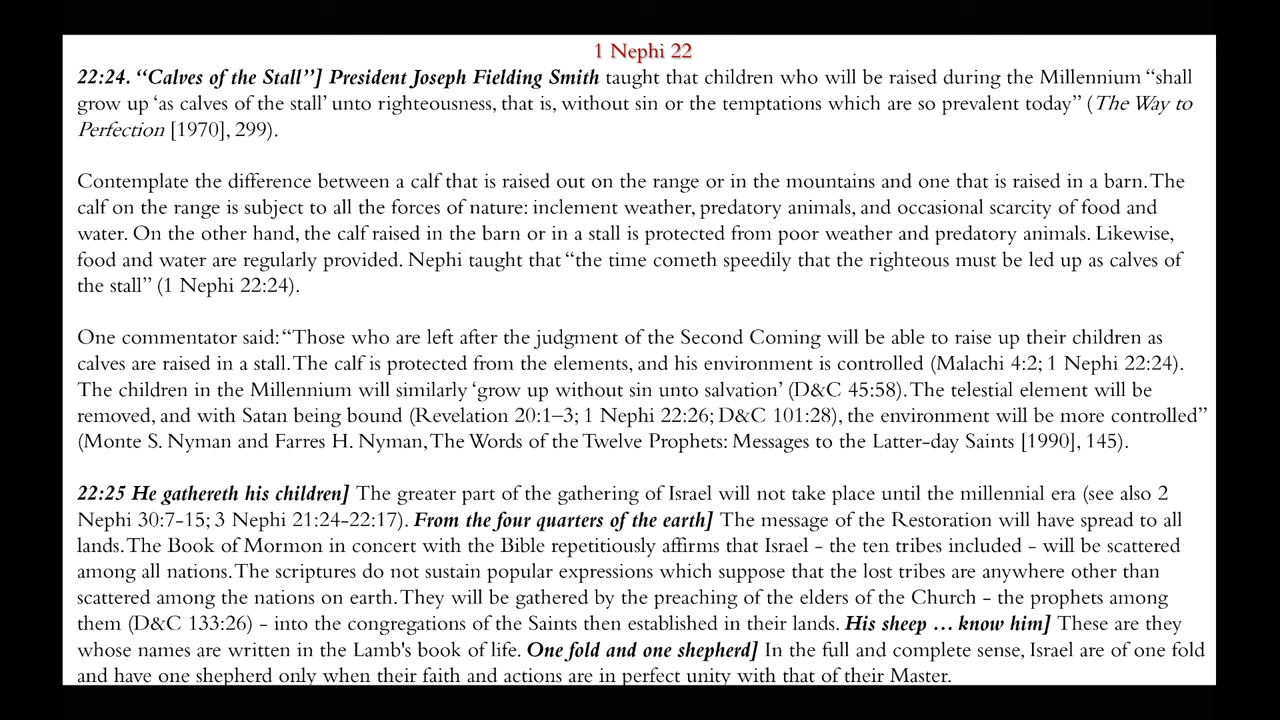 1 Nephi 22
22:24. “Calves of the Stall”] President Joseph Fielding Smith taught that children who will be raised during the Millennium “shall
grow up ‘as calves of the stall’ unto righteousness, that is, without sin or the temptations which are so prevalent today” (The Way to
Perfection [1970], 299).
Contemplate the difference between a calf that is raised out on the range or in the mountains and one that is raised in a barn. The
calf on the range is subject to all the forces of nature: inclement weather, predatory animals, and occasional scarcity of food and
water. On the other hand, the calf raised in the barn or in a stall is protected from poor weather and predatory animals. Likewise,
food and water are regularly provided. Nephi taught that “the time cometh speedily that the righteous must be led up as calves of
the stall” (1 Nephi 22:24).
One commentator said: “Those who are left after the judgment of the Second Coming will be able to raise up their children as
calves are raised in a stall. The calf is protected from the elements, and his environment is controlled (Malachi 4:2; 1 Nephi 22:24).
The children in the Millennium will similarly ‘grow up without sin unto salvation’ (D&C 45:58). The telestial element will be
removed, and with Satan being bound (Revelation 20:1–3; 1 Nephi 22:26; D&C 101:28), the environment will be more controlled”
(Monte S. Nyman and Farres H. Nyman, The Words of the Twelve Prophets: Messages to the Latter-day Saints [1990], 145).
22:25 He gathereth his children] The greater part of the gathering of Israel will not take place until the millennial era (see also 2
Nephi 30:7-15; 3 Nephi 21:24-22:17). From the four quarters of the earth] The message of the Restoration will have spread to all
lands. The Book of Mormon in concert with the Bible repetitiously affirms that Israel - the ten tribes included - will be scattered
among all nations. The scriptures do not sustain popular expressions which suppose that the lost tribes are anywhere other than
scattered among the nations on earth. They will be gathered by the preaching of the elders of the Church - the prophets among
them (D&C 133:26) - into the congregations of the Saints then established in their lands. His sheep … know him] These are they
whose names are written in the Lamb's book of life. One fold and one shepherd] In the full and complete sense, Israel are of one fold
and have one shepherd only when their faith and actions are in perfect unity with that of their Master.